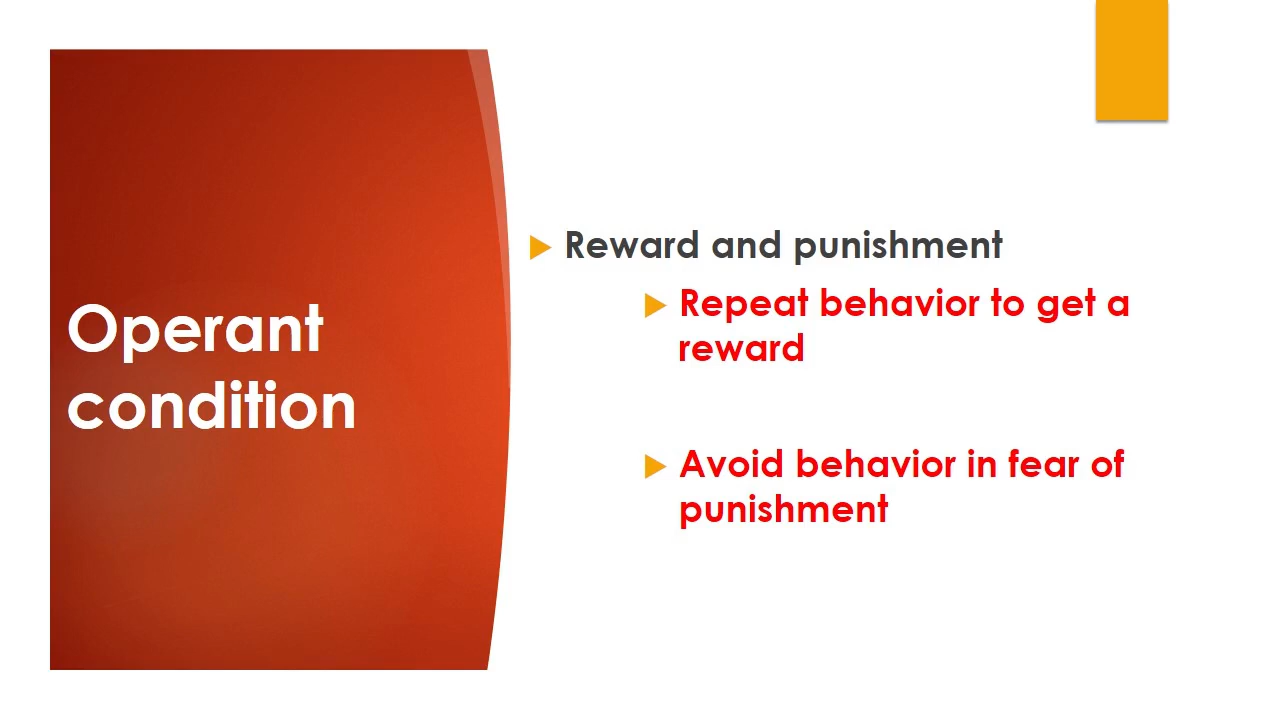 Operant
condition
Reward and punishment
Repeat behavior to get a
reward
Avoid behavior in fear of
punishment